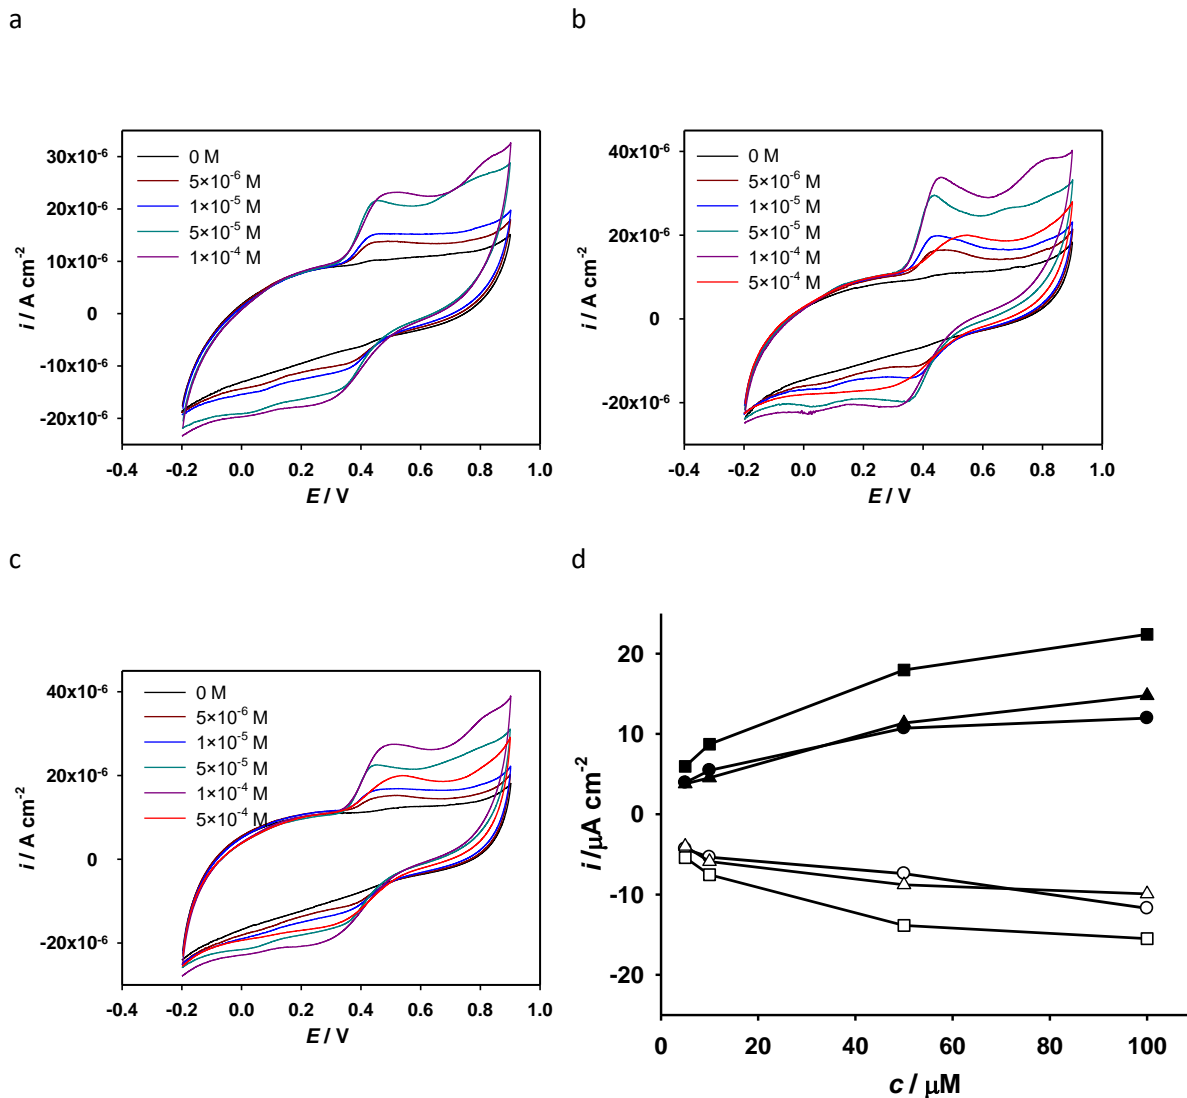 a
30x10⁻⁶
20x10⁻⁶
10x10⁻⁶
0
-10x10⁻⁶
-20x10⁻⁶
i / A cm⁻²
0 M
5×10⁻⁶ M
1×10⁻⁵ M
5×10⁻⁵ M
1×10⁻⁴ M
-0.4 -0.2 0.0 0.2 0.4 0.6 0.8 1.0
E / V
b
40x10⁻⁶
20x10⁻⁶
0
-20x10⁻⁶
i / A cm⁻²
0 M
5×10⁻⁶ M
1×10⁻⁵ M
5×10⁻⁵ M
1×10⁻⁴ M
5×10⁻⁴ M
-0.4 -0.2 0.0 0.2 0.4 0.6 0.8 1.0
E / V
c
40x10⁻⁶
20x10⁻⁶
0
-20x10⁻⁶
i / A cm⁻²
0 M
5×10⁻⁶ M
1×10⁻⁵ M
5×10⁻⁵ M
1×10⁻⁴ M
5×10⁻⁴ M
-0.4 -0.2 0.0 0.2 0.4 0.6 0.8 1.0
E / V
d
20
10
0
-10
-20
i /μA cm⁻²
0 20 40 60 80 100
c / μM